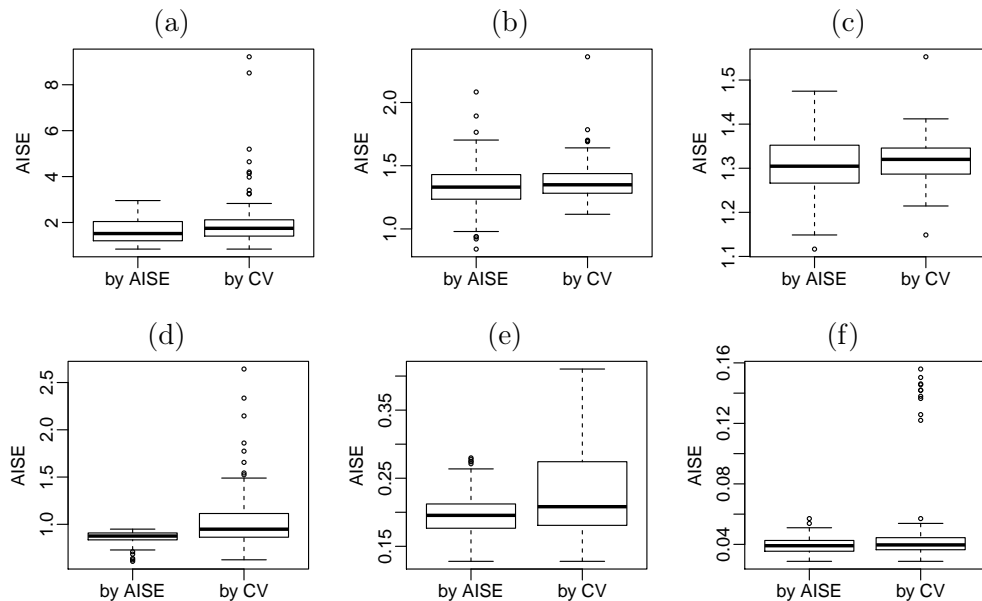 (a) (b) (c)
AISE
2 4 6 8
by AISE by CV
AISE
1.0 1.5 2.0
by AISE by CV
AISE
1.1 1.2 1.3 1.4 1.5
by AISE by CV
(d) (e) (f)
AISE
1.0 1.5 2.0 2.5
by AISE by CV
AISE
0.15 0.25 0.35
by AISE by CV
AISE
0.04 0.08 0.12 0.16
by AISE by CV